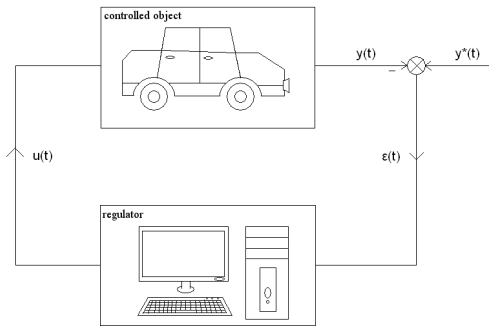 controlled object
y(t)
y*(t)
−
u(t)
ε(t)
regulator